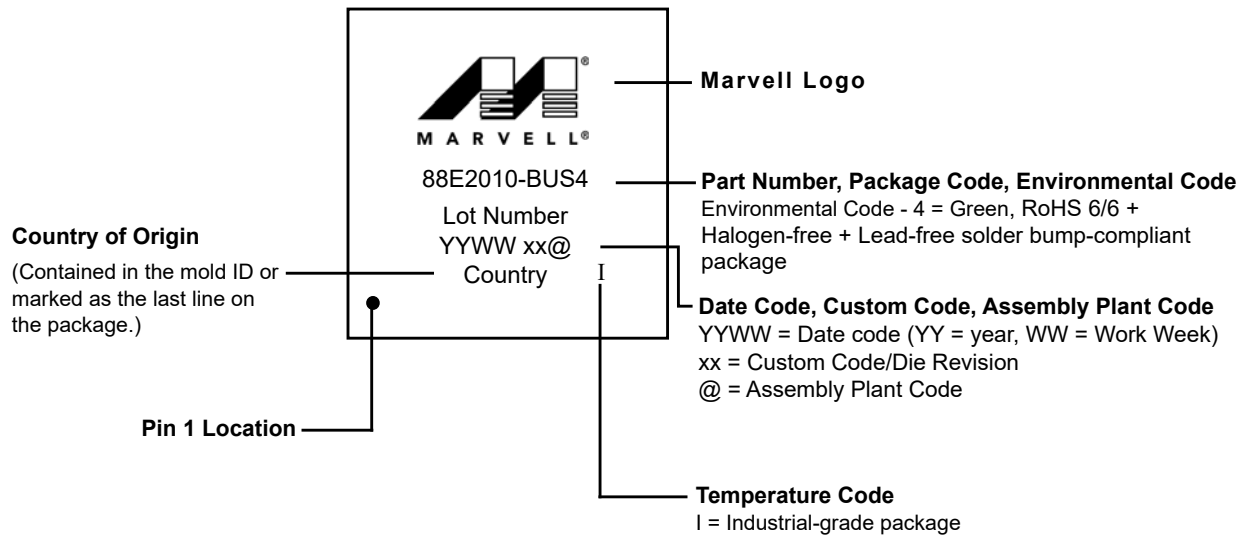 ®
MARVELL®
88E2010-BUS4
Lot Number
YYWW xx@
Country
I
Marvell Logo
Part Number, Package Code, Environmental Code
Environmental Code - 4 = Green, RoHS 6/6 +
Halogen-free + Lead-free solder bump-compliant
package
Country of Origin
(Contained in the mold ID or
marked as the last line on
the package.)
Date Code, Custom Code, Assembly Plant Code
YYWW = Date code (YY = year, WW = Work Week)
xx = Custom Code/Die Revision
@ = Assembly Plant Code
Pin 1 Location
Temperature Code
I = Industrial-grade package